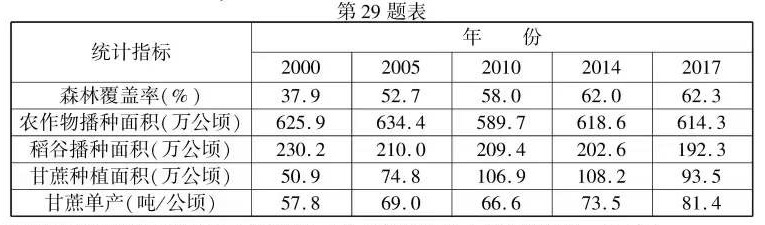 第29题表
统计指标 年 份
2000 2005 2010 2014 2017
森林覆盖率(%) 37.9 52.7 58.0 62.0 62.3
农作物播种面积(万公顷) 625.9 634.4 589.7 618.6 614.3
稻谷播种面积(万公顷) 230.2 210.0 209.4 202.6 192.3
甘蔗种植面积(万公顷) 50.9 74.8 106.9 108.2 93.5
甘蔗单产(吨/公顷) 57.8 69.0 66.6 73.5 81.4